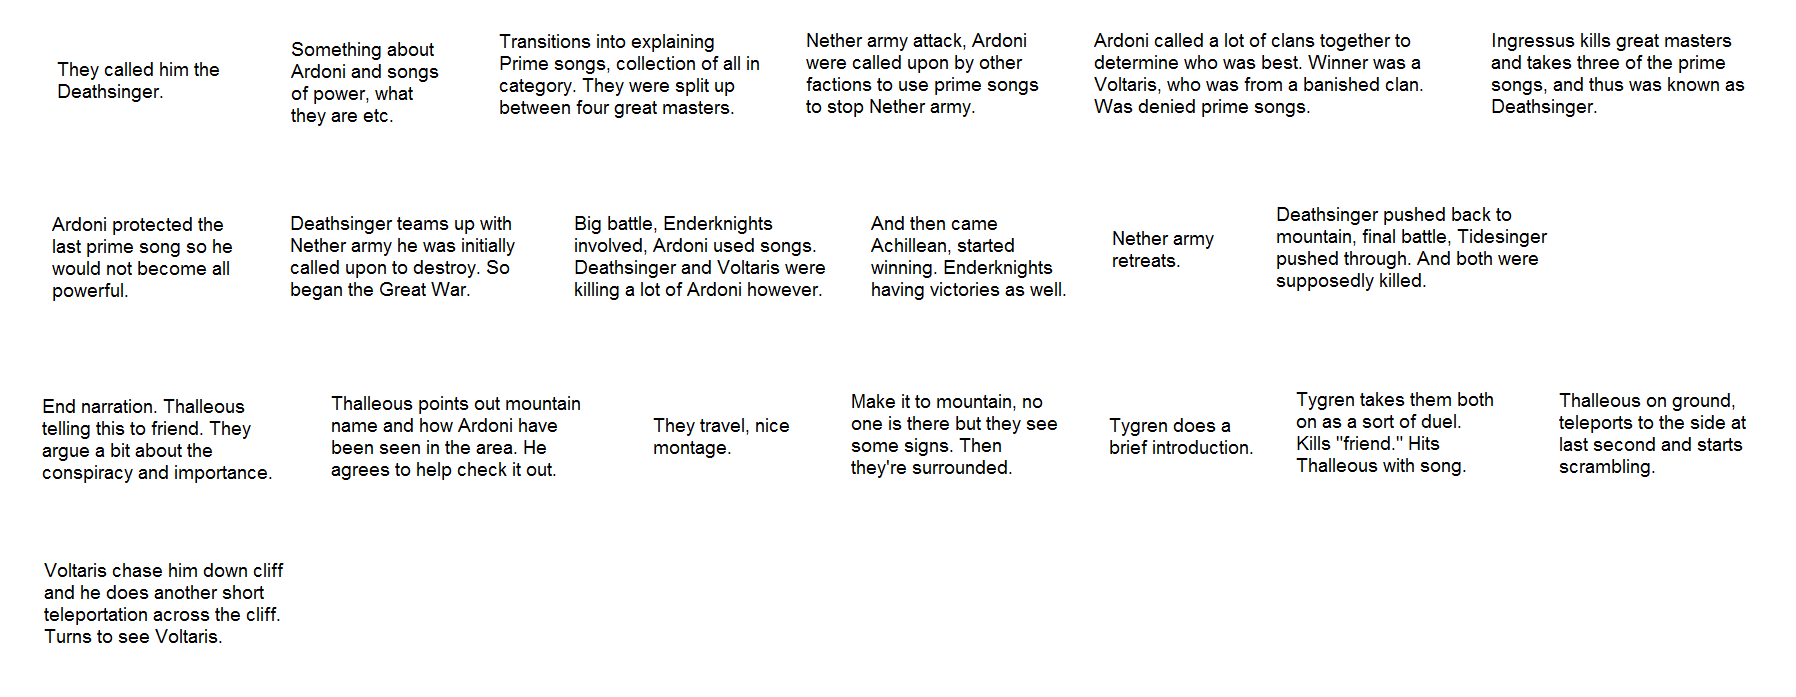 They called him the
Deathsinger.
Something about
Ardoni and songs
of power, what
they are etc.
Transitions into explaining
Prime songs, collection of all in
category. They were split up
between four great masters.
Nether army attack, Ardoni
were called upon by other
factions to use prime songs
to stop Nether army.
Ardoni called a lot of clans together to
determine who was best. Winner was a
Voltaris, who was from a banished clan.
Was denied prime songs.
Ingressus kills great masters
and takes three of the prime
songs, and thus was known as
Deathsinger.
Ardoni protected the
last prime song so he
would not become all
powerful.
Deathsinger teams up with
Nether army he was initially
called upon to destroy. So
began the Great War.
Big battle, Enderknights
involved, Ardoni used songs.
Deathsinger and Voltaris were
killing a lot of Ardoni however.
And then came
Achillean, started
winning. Enderknights
having victories as well.
Nether army
retreats.
Deathsinger pushed back to
mountain, final battle, Tidesinger
pushed through. And both were
supposedly killed.
End narration. Thalleous
telling this to friend. They
argue a bit about the
conspiracy and importance.
Thalleous points out mountain
name and how Ardoni have
been seen in the area. He
agrees to help check it out.
They travel, nice
montage.
Make it to mountain, no
one is there but they see
some signs. Then
they're surrounded.
Tygren does a
brief introduction.
Tygren takes them both
on as a sort of duel.
Kills "friend." Hits
Thalleous with song.
Thalleous on ground,
teleports to the side at
last second and starts
scrambling.
Voltaris chase him down cliff
and he does another short
teleportation across the cliff.
Turns to see Voltaris.